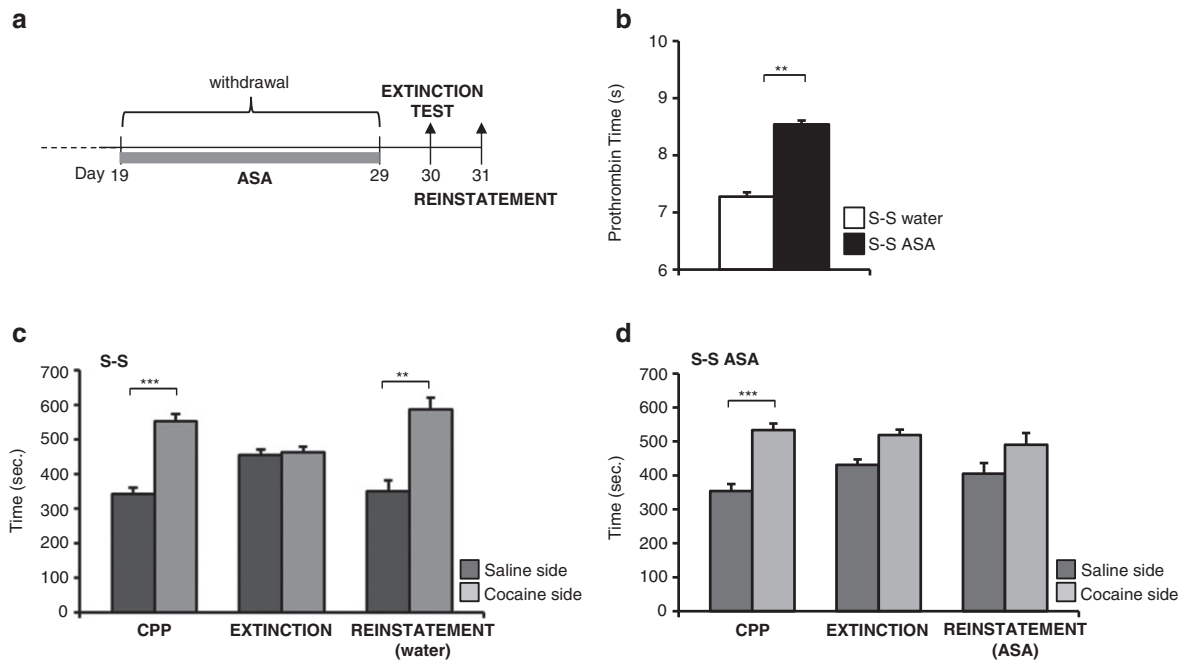 a
withdrawal
EXTINCTION
TEST
Day 19
ASA
29
30
31
REINSTATEMENT
b
10
9
8
7
6
Prothrombin Time (s)
**
S-S water
S-S ASA
c
S-S
700
600
500
400
300
200
100
0
Time (sec.)
***
**
Saline side
Cocaine side
CPP
EXTINCTION
REINSTATEMENT
(water)
d
S-S ASA
700
600
500
400
300
200
100
0
Time (sec.)
***
Saline side
Cocaine side
CPP
EXTINCTION
REINSTATEMENT
(ASA)